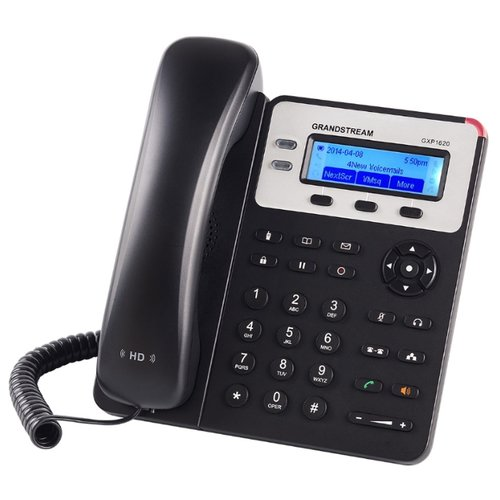 GRANDSTREAM
GXP1620
2014-04-08 5:50pm
4New Voicemails
NextScr VMsg More
1
2 ABC
3 DEF
4 GHI
5 JKL
6 MNO
7 PQRS
8 TUV
9 WXYZ
*
0 OPER
#
- +
HD